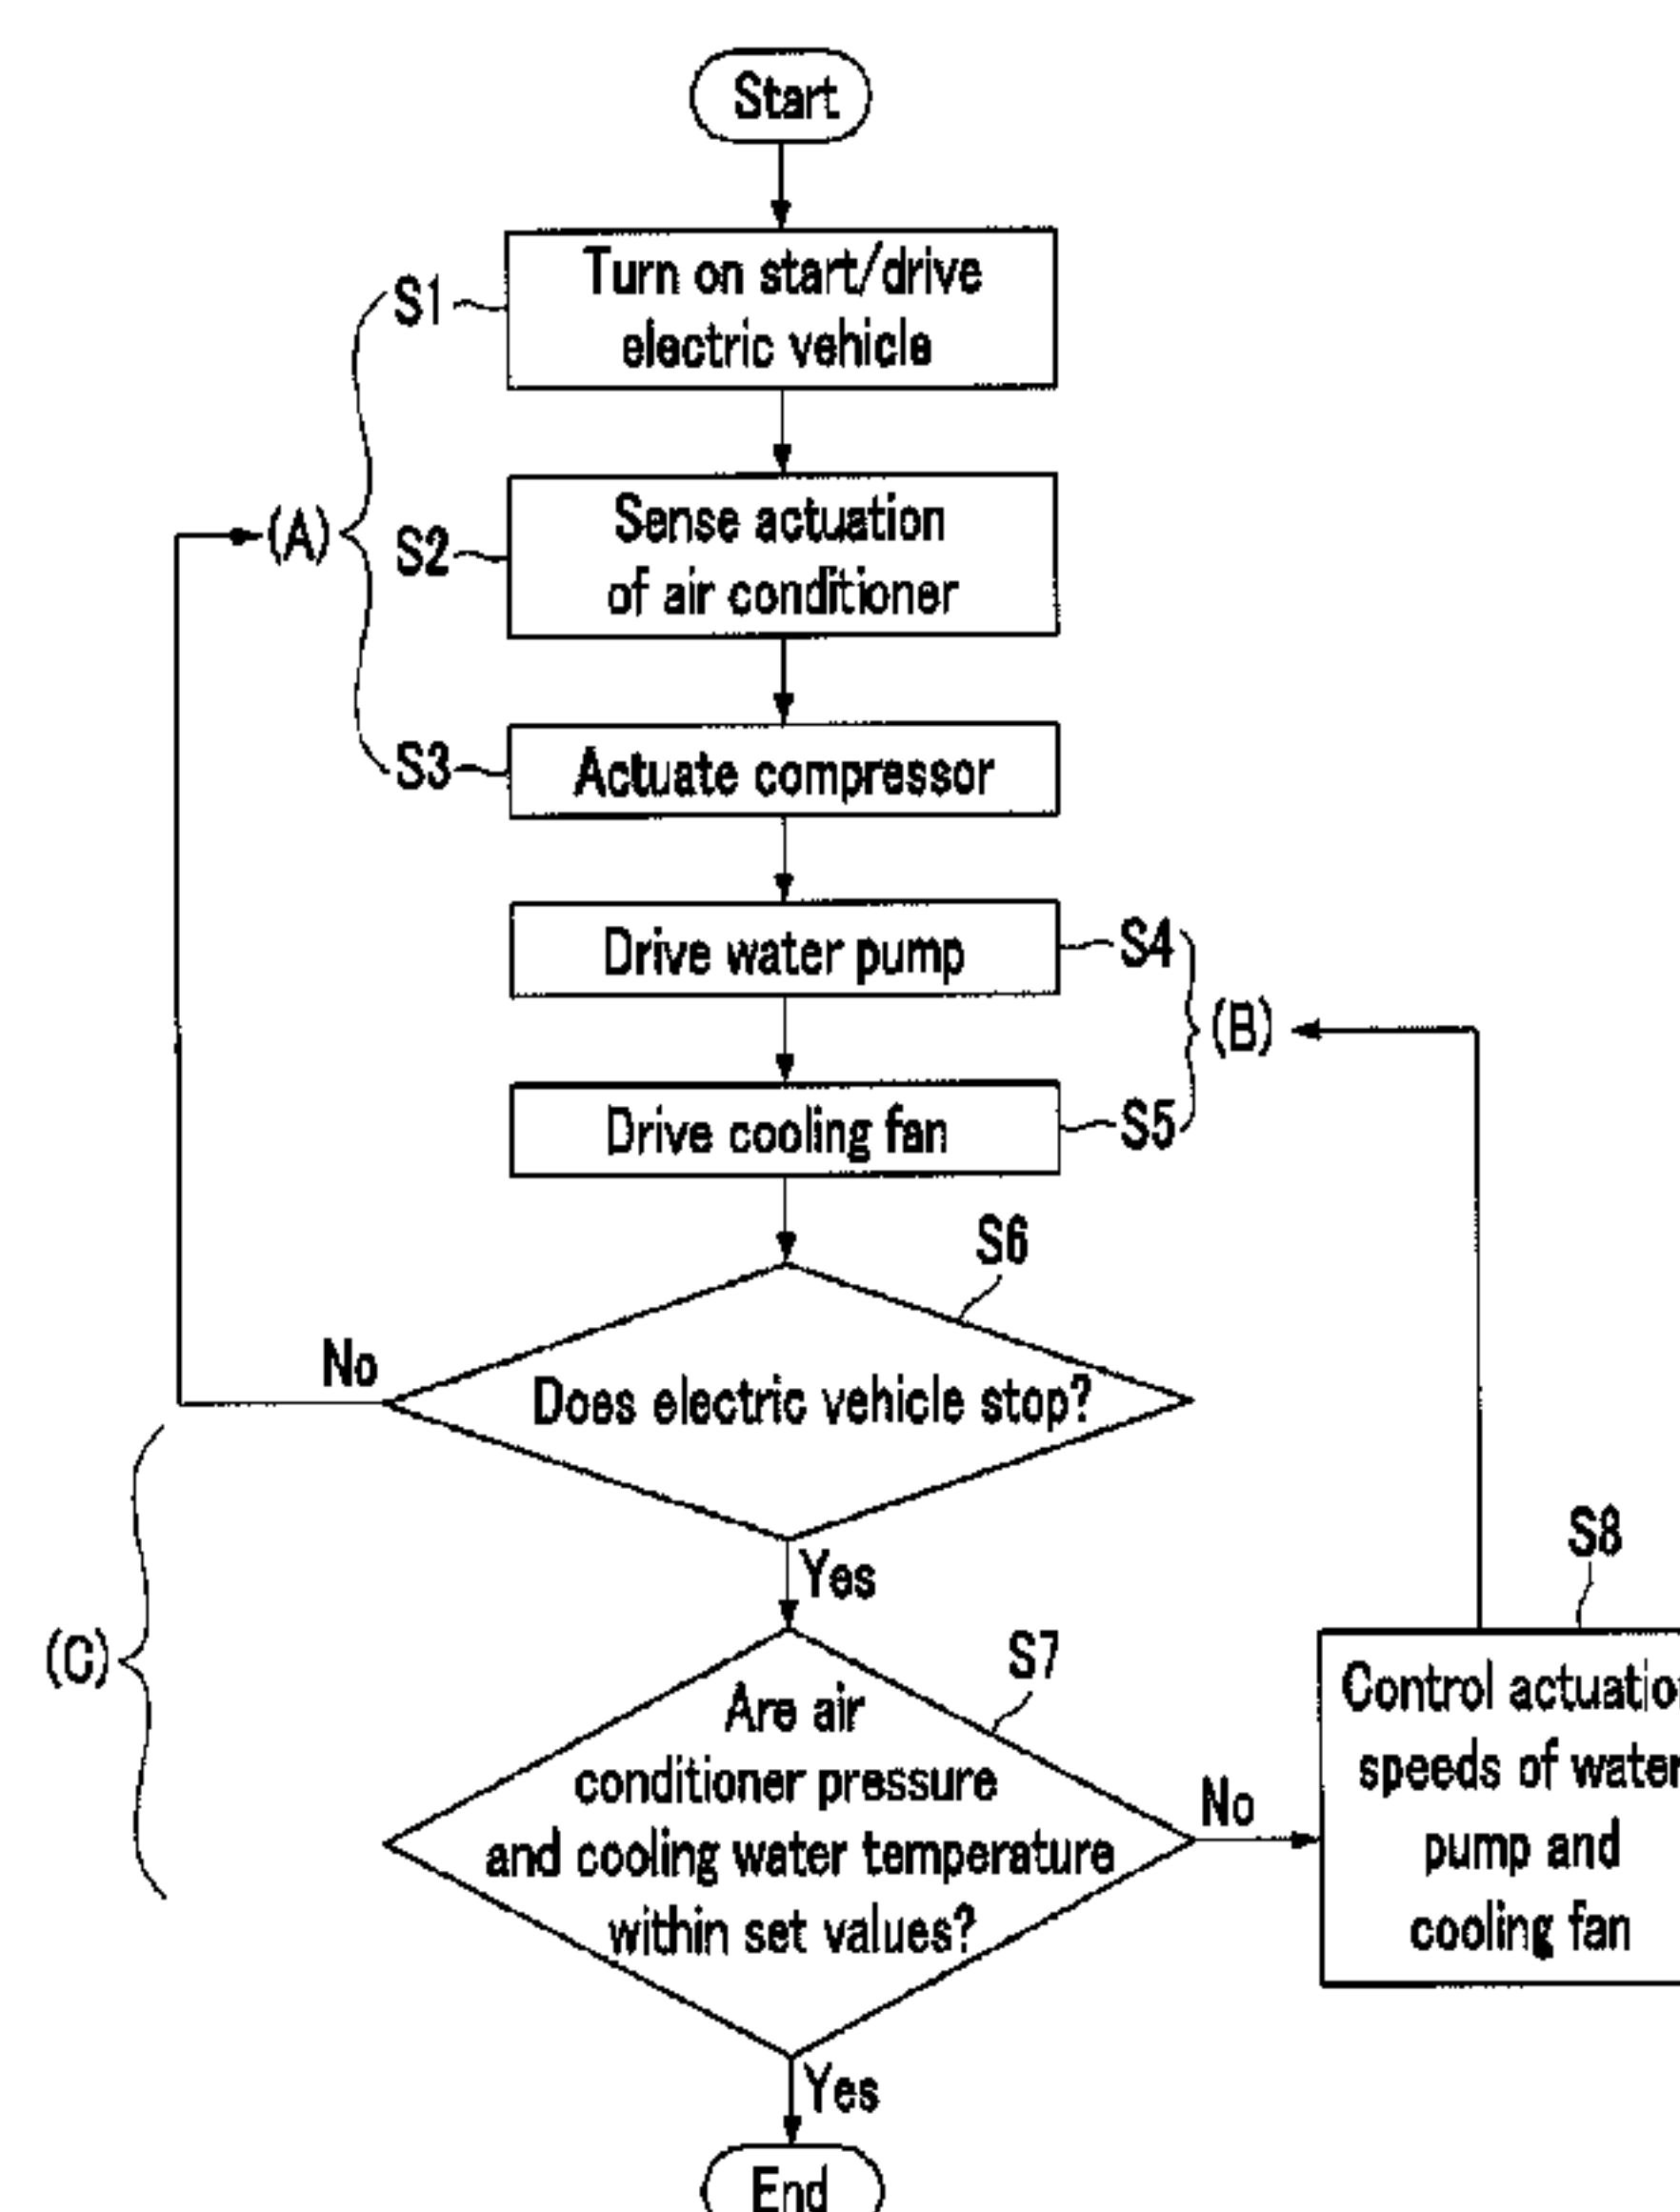 Start
S1
Turn on start/drive
electric vehicle
(A)
S2
Sense actuation
of air conditioner
S3
Actuate compressor
Drive water pump
S4
(B)
Drive cooling fan
S5
S6
No
Does electric vehicle stop?
Yes
(C)
S7
Are air
conditioner pressure
and cooling water temperature
within set values?
No
S8
Control actuation
speeds of water
pump and
cooling fan
Yes
End